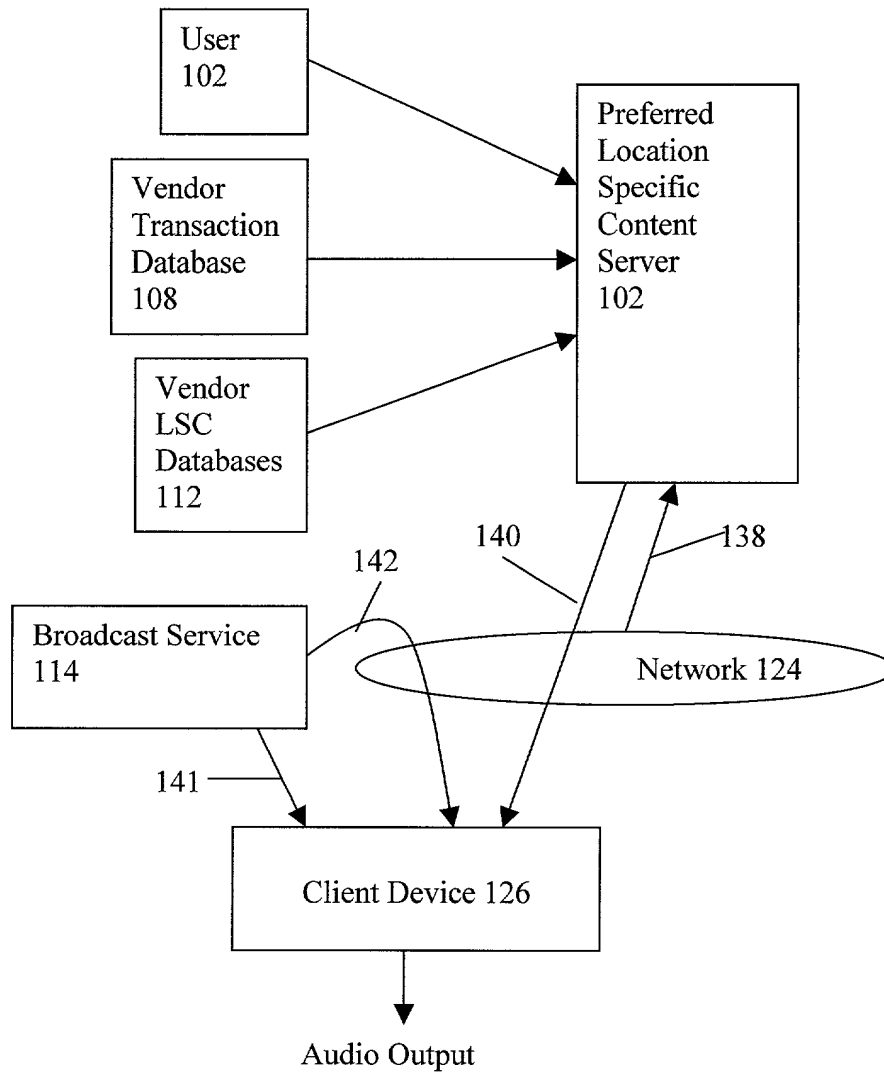 User
102
Vendor
Transaction
Database
108
Vendor
LSC
Databases
112
Preferred
Location
Specific
Content
Server
102
140
138
142
Broadcast Service
114
Network 124
141
Client Device 126
Audio Output